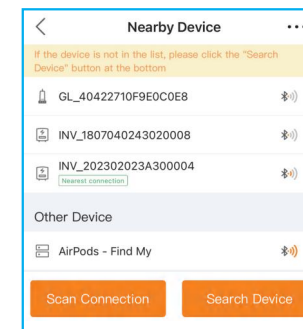 Nearby Device
If the device is not in the list, please click the "Search
Device" button at the bottom
GL_40422710F9E0C0E8
INV_1807040243020008
INV_202302023A300004
Nearest connection
Other Device
AirPods - Find My
Scan Connection
Search Device